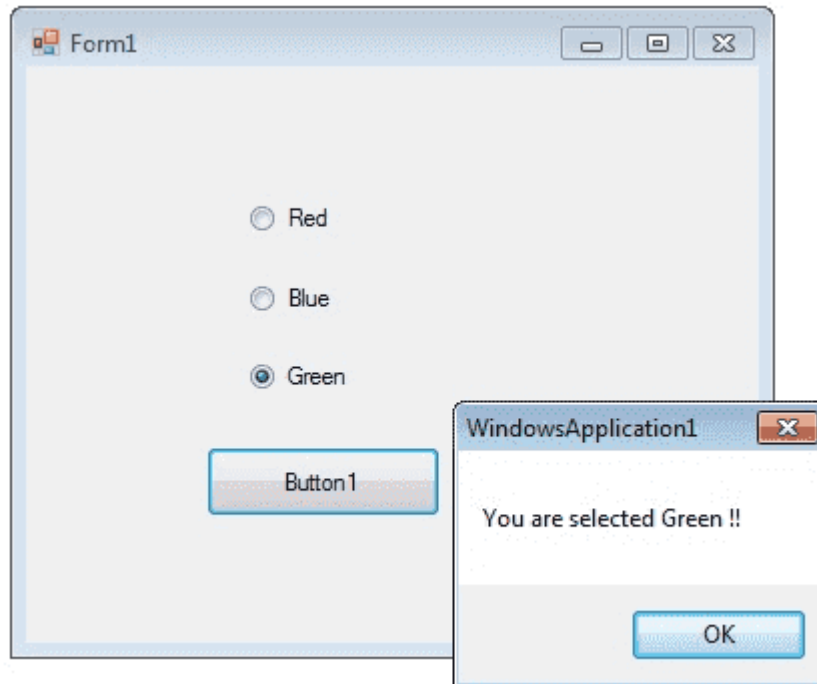 Form1
Red
Blue
Green
Button1
WindowsApplication1
You are selected Green !!
OK